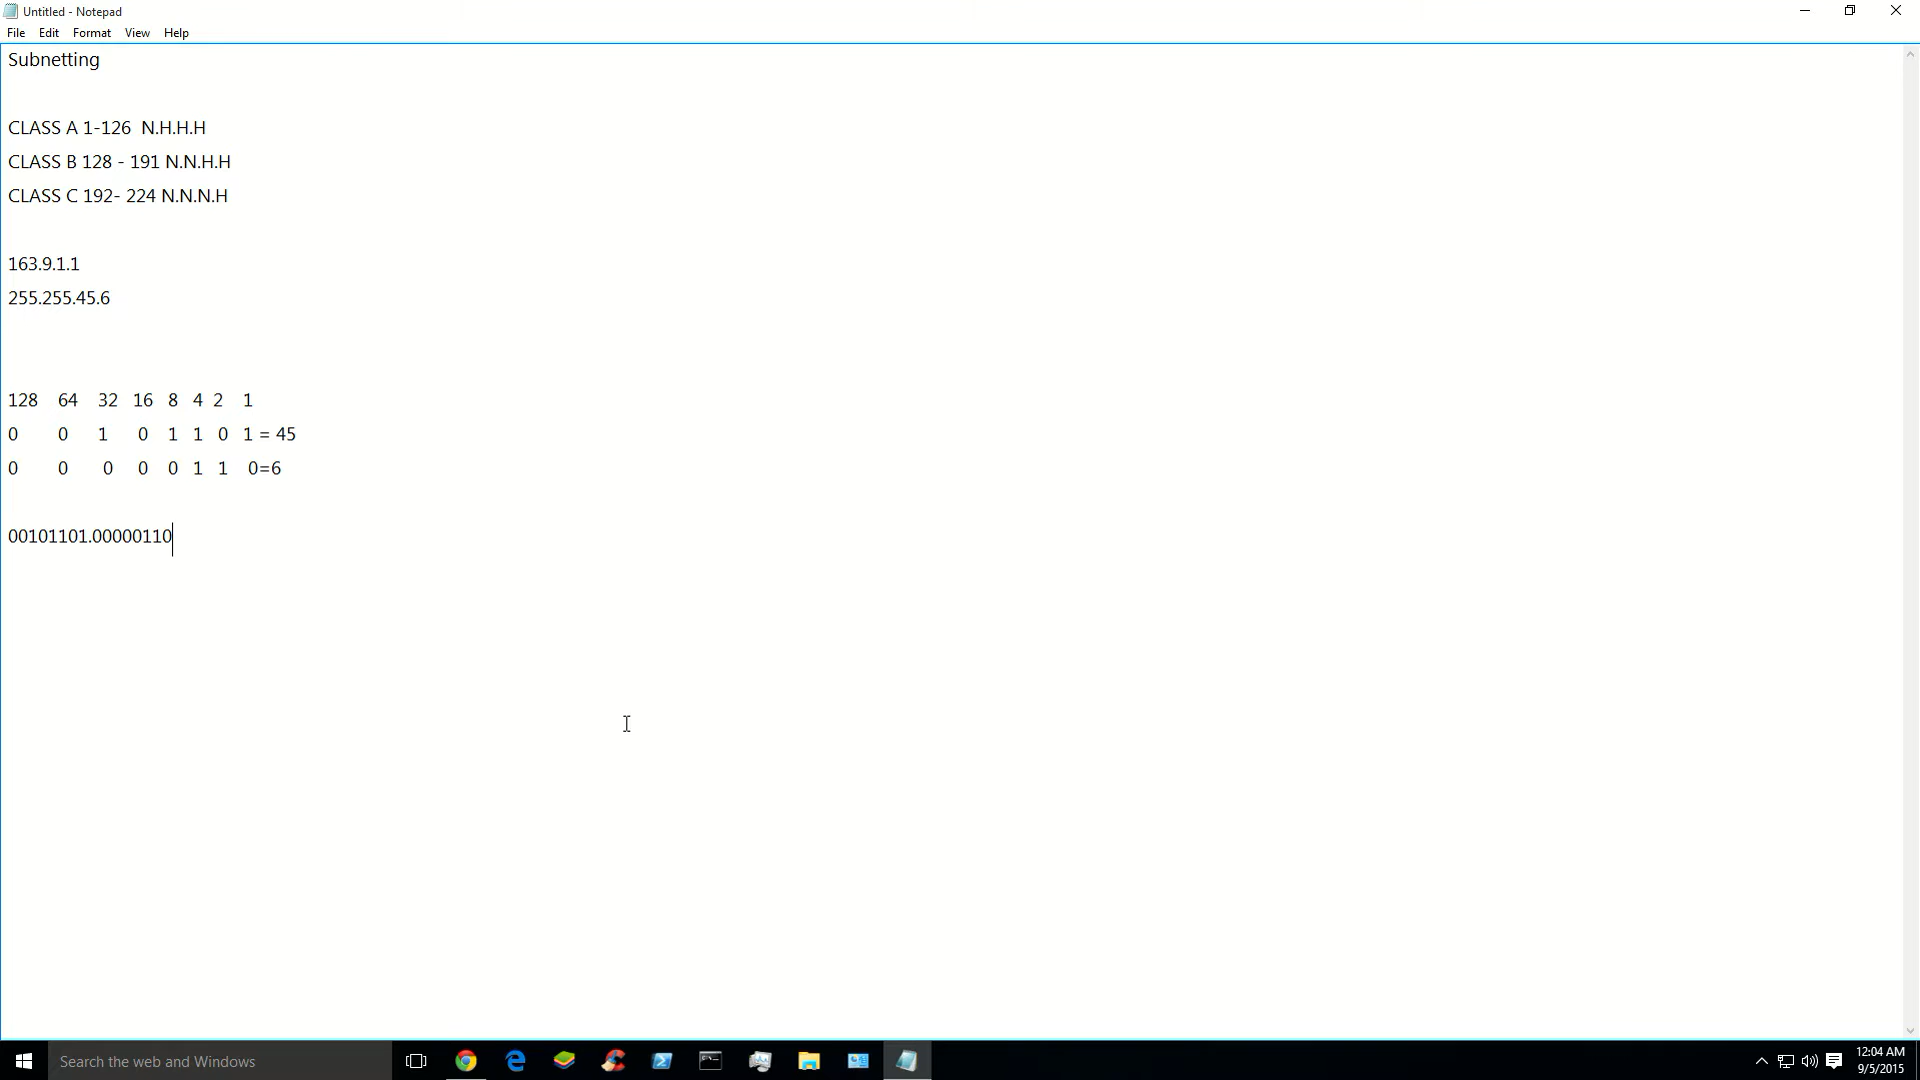 Untitled - Notepad
File Edit Format View Help
Subnetting
CLASS A 1-126  N.H.H.H
CLASS B 128 - 191 N.N.H.H
CLASS C 192- 224 N.N.N.H
163.9.1.1
255.255.45.6
128 64 32 16 8 4 2 1
0 0 1 0 1 1 0 1 = 45
0 0 0 0 0 1 1 0=6
00101101.00000110
Search the web and Windows
12:04 AM
9/5/2015